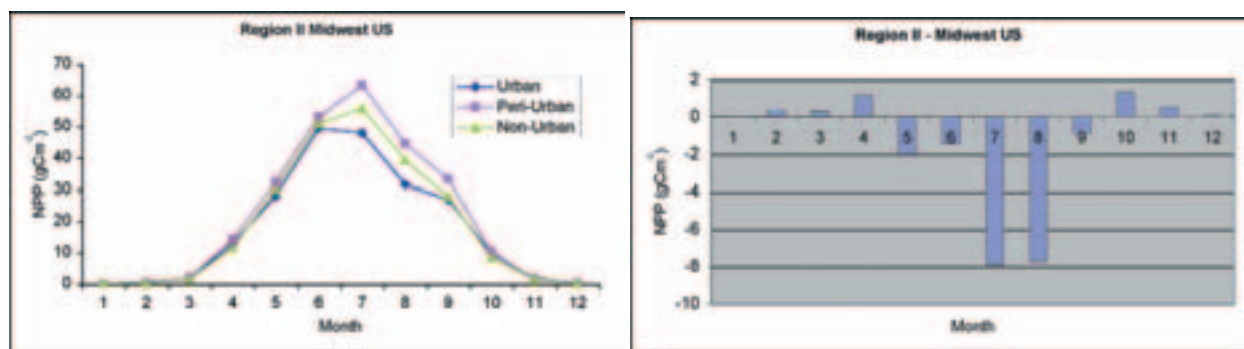 Region II Midwest US
70
60
50
40
30
20
10
0
NPP (gCm⁻²)
Urban
Peri-Urban
Non-Urban
1 2 3 4 5 6 7 8 9 10 11 12
Month
Region II - Midwest US
2
0
-2
-4
-6
-8
-10
NPP (gCm⁻²)
1 2 3 4 5 6 7 8 9 10 11 12
Month